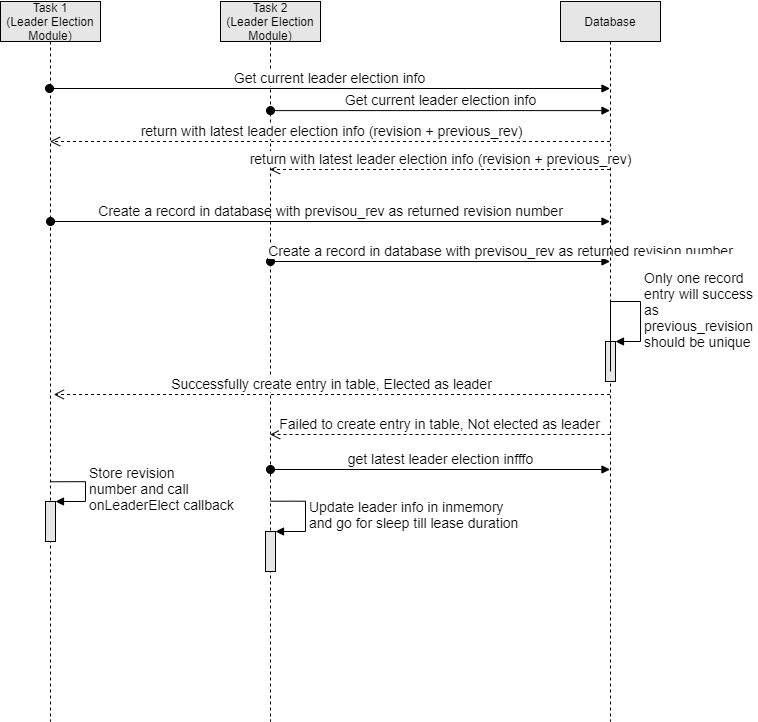 Task 1
(Leader Election
Module)
Task 2
(Leader Election
Module)
Database
Get current leader election info
Get current leader election info
return with latest leader election info (revision + previous_rev)
return with latest leader election info (revision + previous_rev)
Create a record in database with previsou_rev as returned revision number
Create a record in database with previsou_rev as returned revision number
Only one record
entry will success
as
previous_revision
should be unique
Successfully create entry in table, Elected as leader
Failed to create entry in table, Not elected as leader
get latest leader election infffo
Store revision
number and call
onLeaderElect callback
Update leader info in inmemory
and go for sleep till lease duration